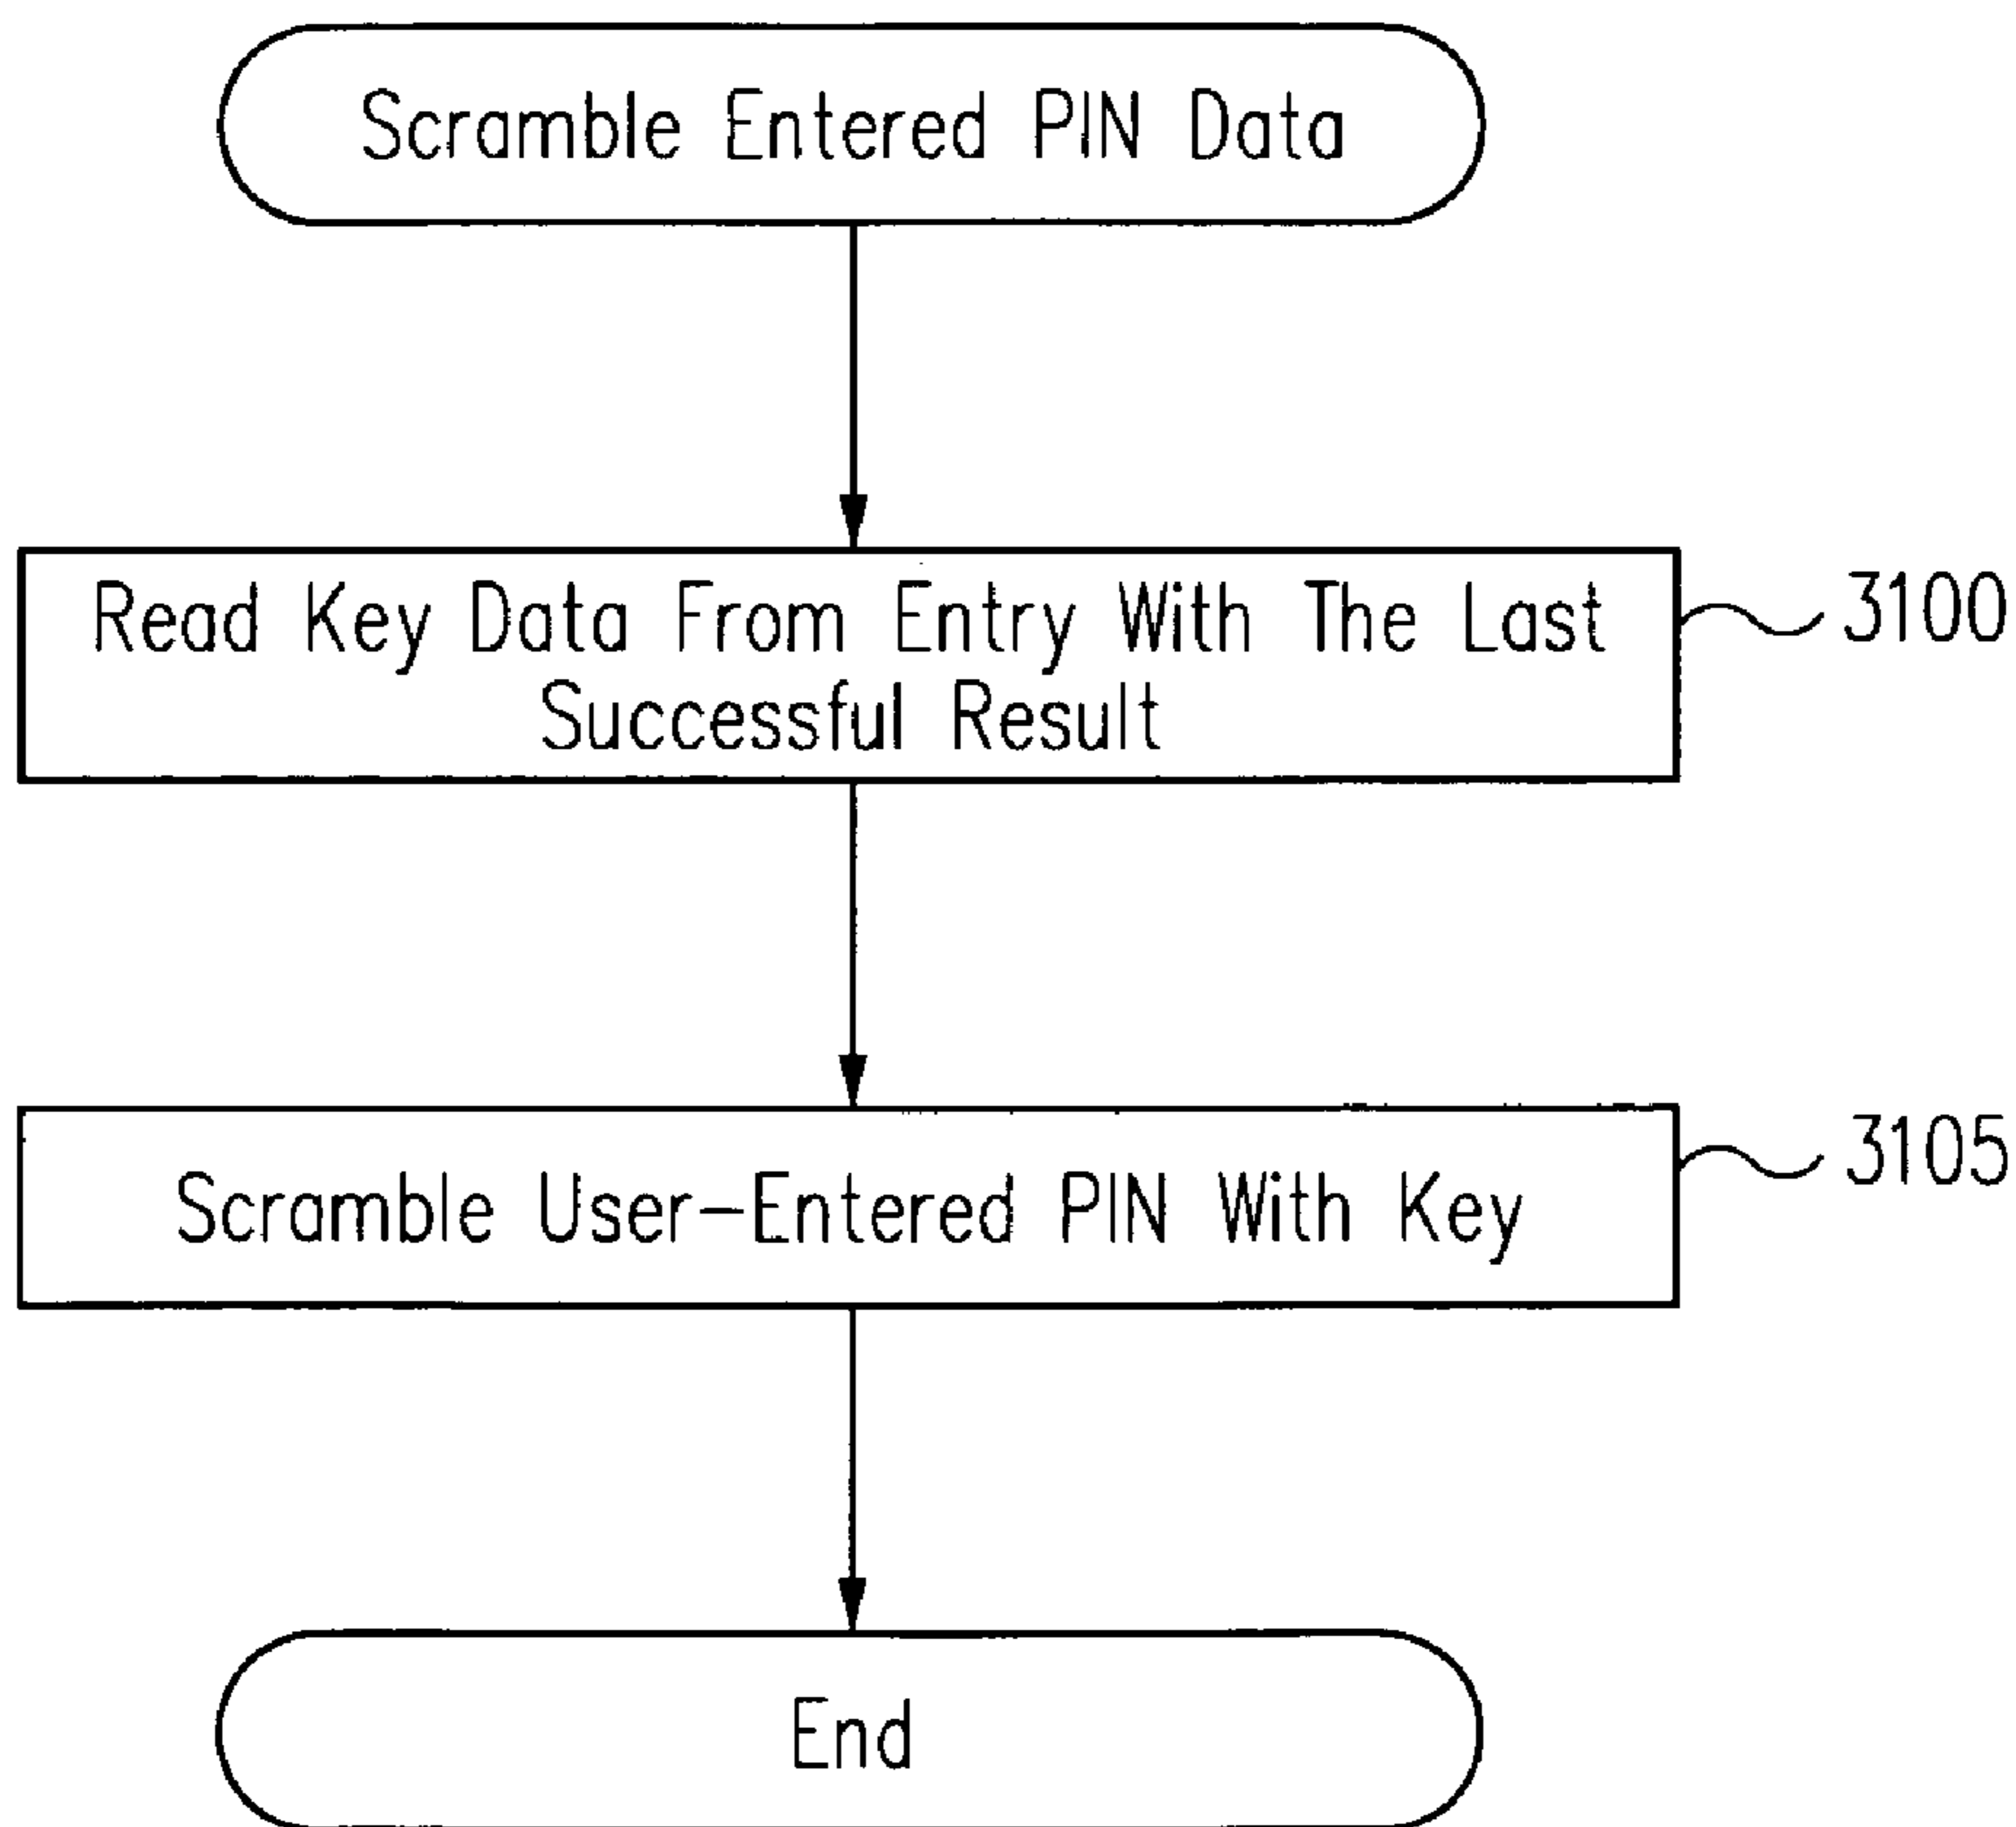 Scramble Entered PIN Data
Read Key Data From Entry With The Last
Successful Result
3100
Scramble User-Entered PIN With Key
3105
End